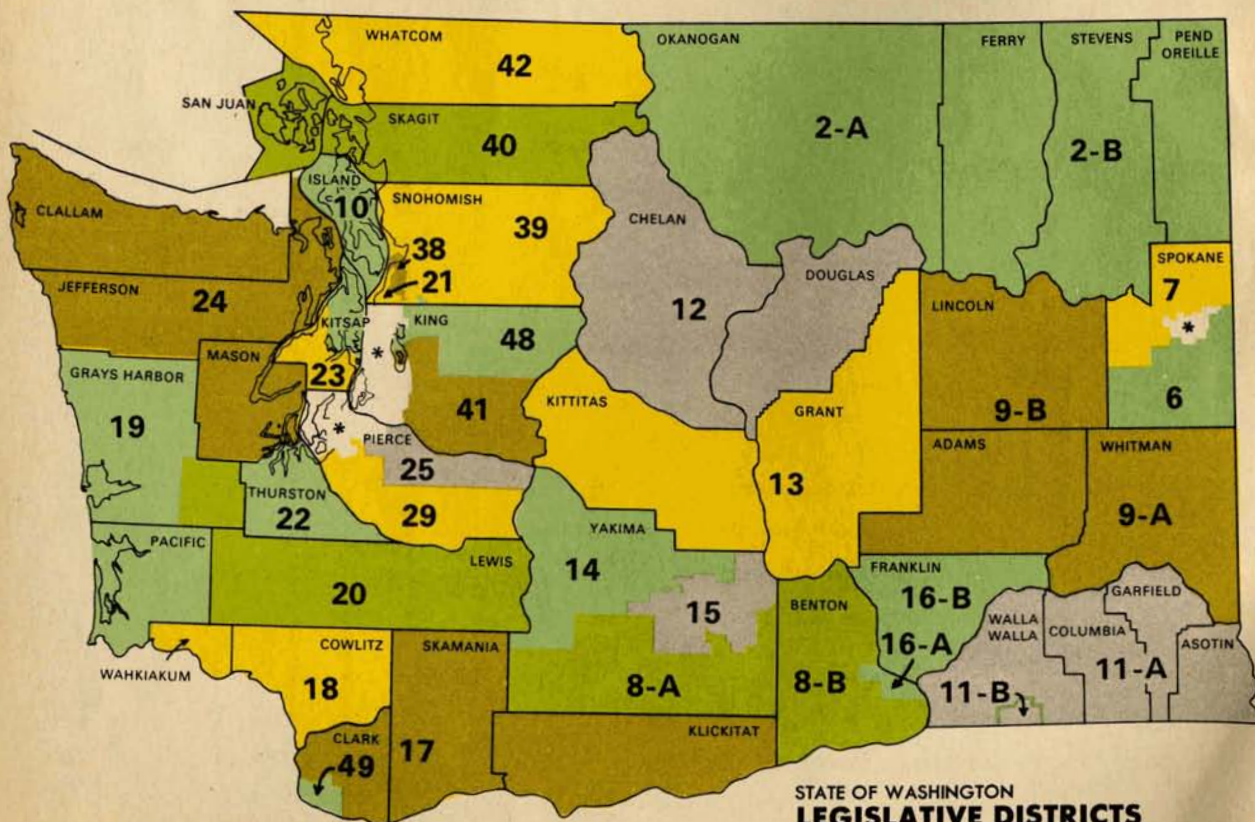 WHATCOM
42
OKANOGAN
FERRY
STEVENS
PEND
OREILLE
SAN JUAN
SKAGIT
40
2-A
2-B
ISLAND
10
SNOHOMISH
39
CLALLAM
CHELAN
38
21
DOUGLAS
SPOKANE
7
*
JEFFERSON
24
12
LINCOLN
KITSAP
KING
48
*
MASON
23
GRAYS HARBOR
19
41
KITTITAS
GRANT
9-B
6
*
PIERCE
25
ADAMS
WHITMAN
13
THURSTON
22
29
YAKIMA
9-A
PACIFIC
LEWIS
14
FRANKLIN
20
15
BENTON
16-B
GARFIELD
WALLA
WALLA
COLUMBIA
ASOTIN
COWLITZ
SKAMANIA
16-A
WAHKIAKUM
18
8-A
8-B
11-A
11-B
CLARK
49
17
KLICKITAT
STATE OF WASHINGTON
LEGISLATIVE DISTRICTS